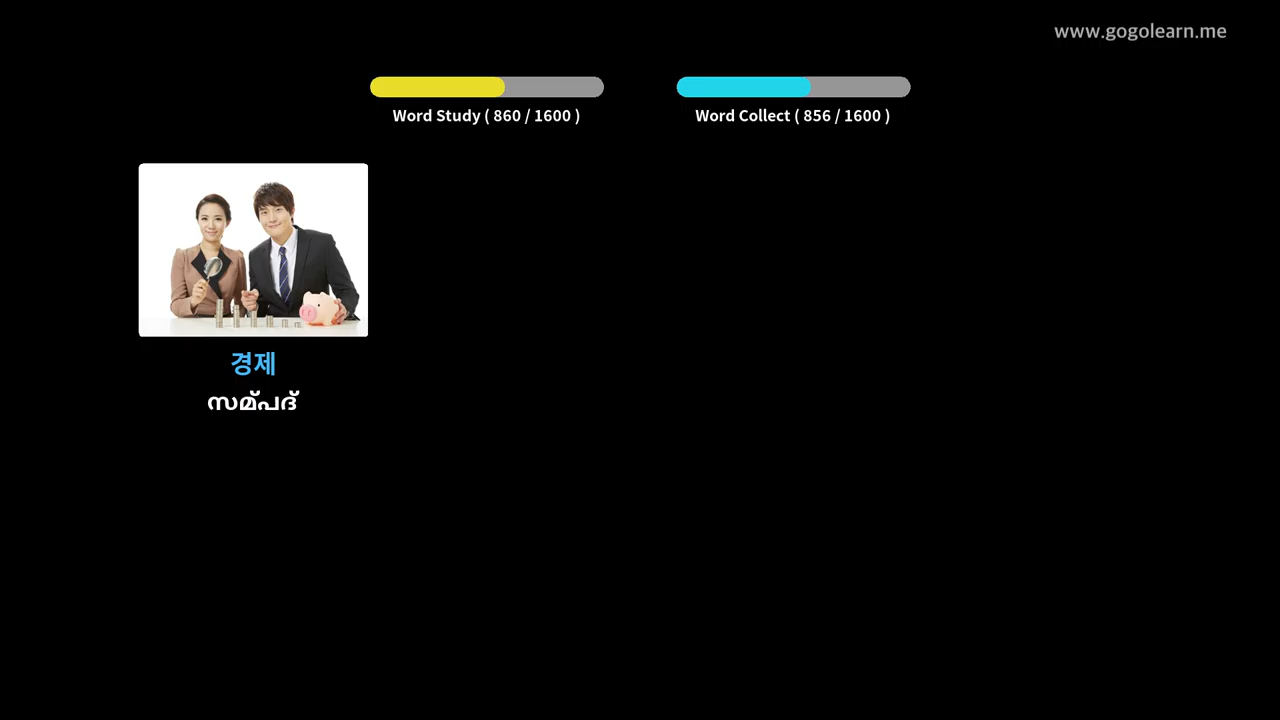 www.gogolearn.me
Word Study ( 860 / 1600 )
Word Collect ( 856 / 1600 )
경제
സമ്പദ്